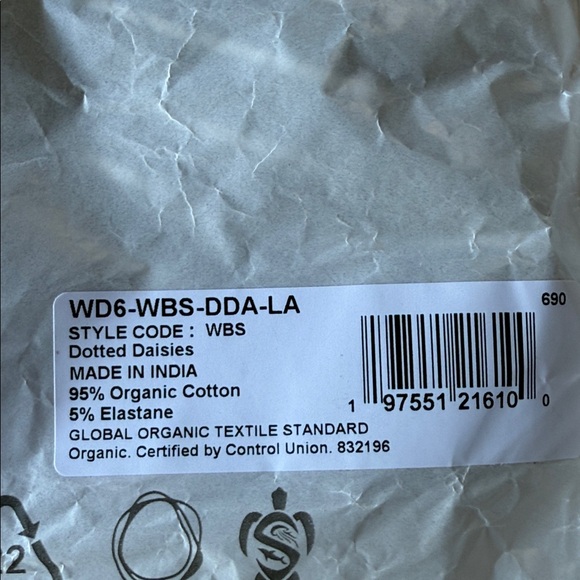 WD6-WBS-DDA-LA
690
STYLE CODE : WBS
Dotted Daisies
MADE IN INDIA
95% Organic Cotton
5% Elastane
1 97551 21610 0
GLOBAL ORGANIC TEXTILE STANDARD
Organic. Certified by Control Union. 832196
S